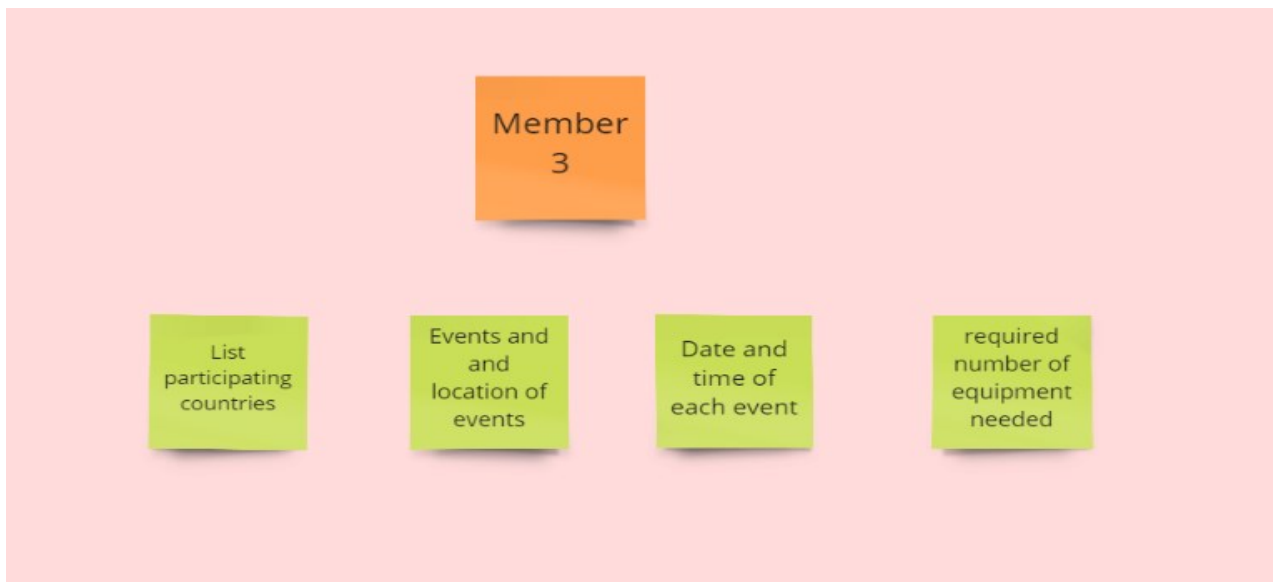 Member
3
List
participating
countries
Events and
and
location of
events
Date and
time of
each event
required
number of
equipment
needed